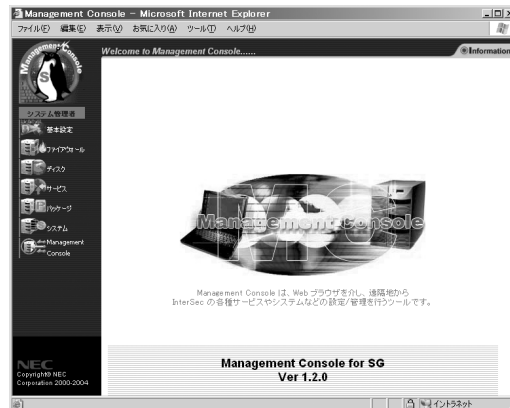 Management Console - Microsoft Internet Explorer
ファイル(F) 編集(E) 表示(V) お気に入り(A) ツール(T) ヘルプ(H)
Management Console
S
Welcome to Management Console......
Information
システム管理者
基本設定
ファイアウォール
ディスク
サービス
パッケージ
システム
Management
Console
MC
Management Console
Management Console は、Web ブラウザを介し、遠隔地から
InterSec の各種サービスやシステムなどの設定/管理を行うツールです。
NEC
Copyright© NEC
Corporation 2000-2004
Management Console for SG
Ver 1.2.0
イントラネット